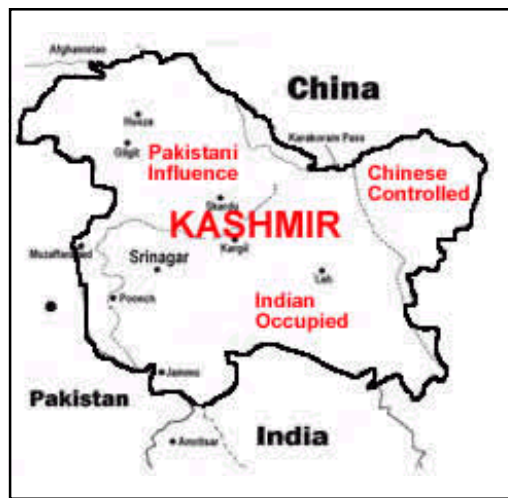 Afghanistan
China
Hunza
Karakoram Pass
Gilgit
Pakistani
Influence
Chinese
Controlled
Skardu
KASHMIR
Kargil
Muzaffarabad
Srinagar
Leh
Poonch
Indian
Occupied
Jammu
Pakistan
India
Amritsar